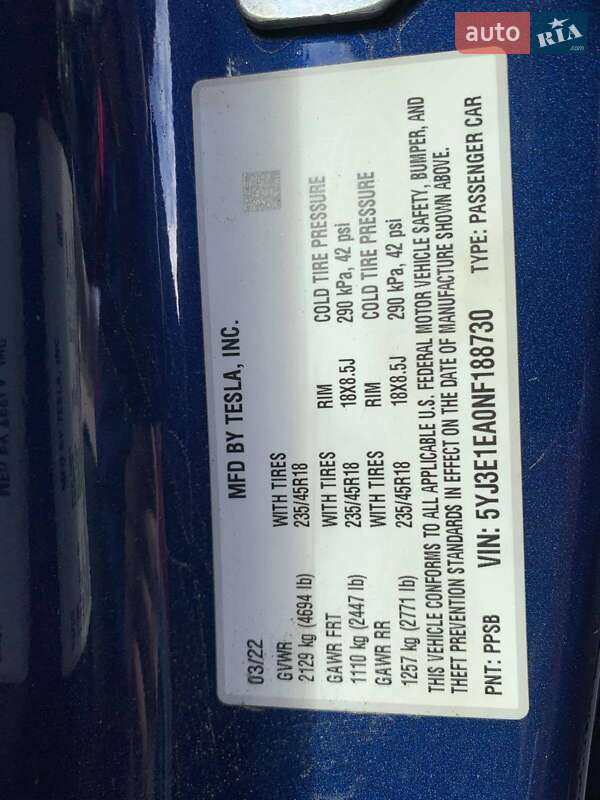 auto RIA.com
MFD BY TESLA, INC.
03/22
GVWR WITH TIRES RIM COLD TIRE PRESSURE
2129 kg (4694 lb) 235/45R18 18X8.5J 290 kPa, 42 psi
GAWR FRT WITH TIRES RIM COLD TIRE PRESSURE
1110 kg (2447 lb) 235/45R18 18X8.5J 290 kPa, 42 psi
GAWR RR WITH TIRES
1257 kg (2771 lb) 235/45R18
THIS VEHICLE CONFORMS TO ALL APPLICABLE U.S. FEDERAL MOTOR VEHICLE SAFETY, BUMPER, AND
THEFT PREVENTION STANDARDS IN EFFECT ON THE DATE OF MANUFACTURE SHOWN ABOVE.
PNT: PPSB VIN: 5YJ3E1EA0NF188730 TYPE: PASSENGER CAR